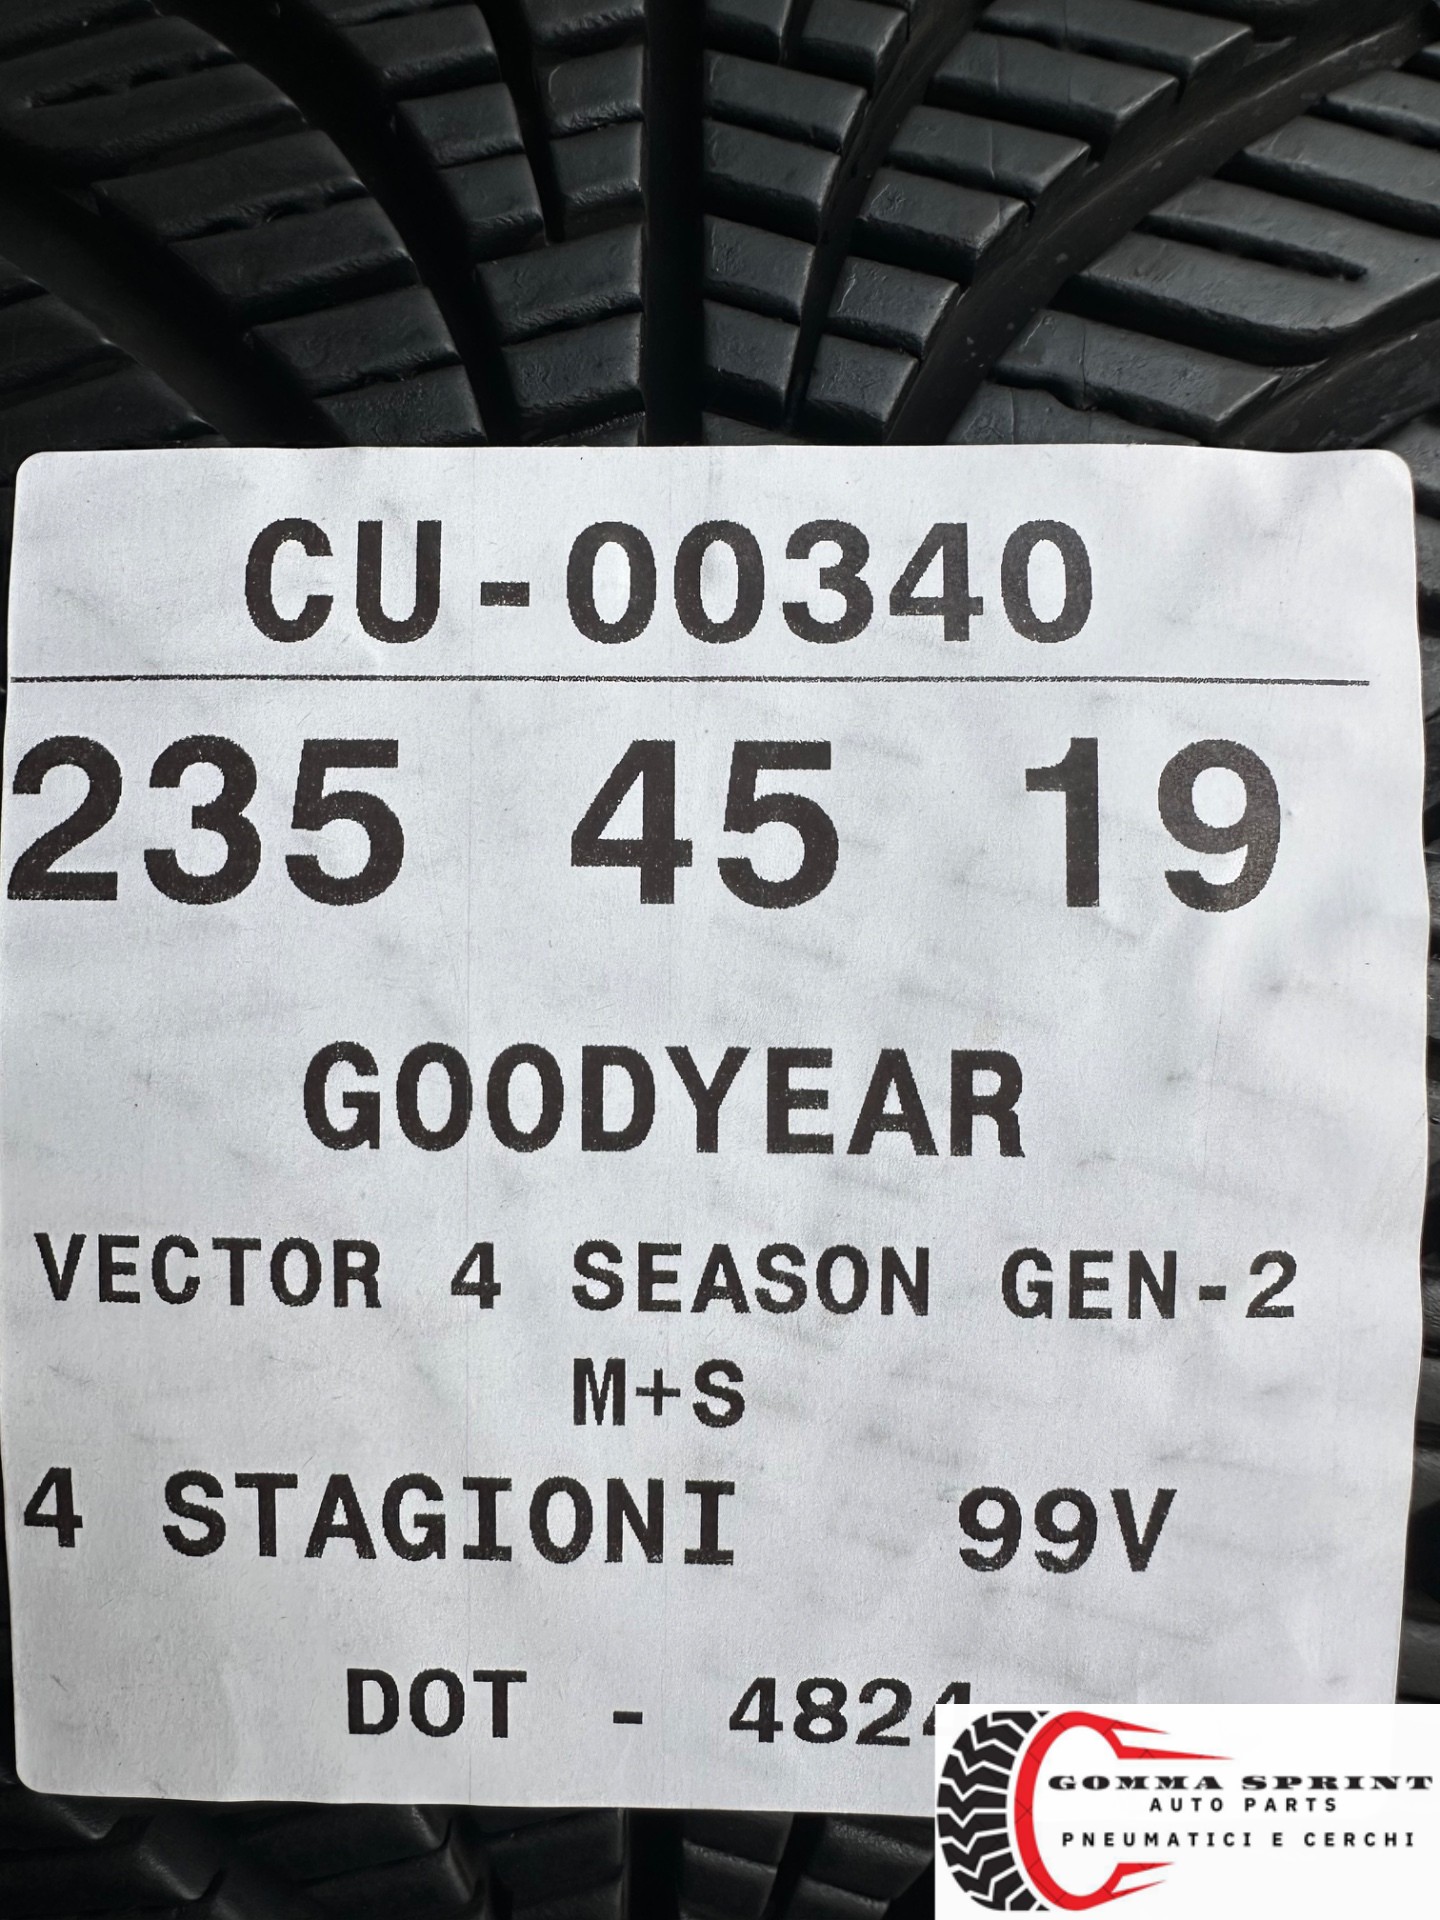 CU-00340
235 45 19
GOODYEAR
VECTOR 4 SEASON GEN-2
M+S
4 STAGIONI 99V
DOT - 4824
GOMMA SPRINT
AUTO PARTS
PNEUMATICI E CERCHI